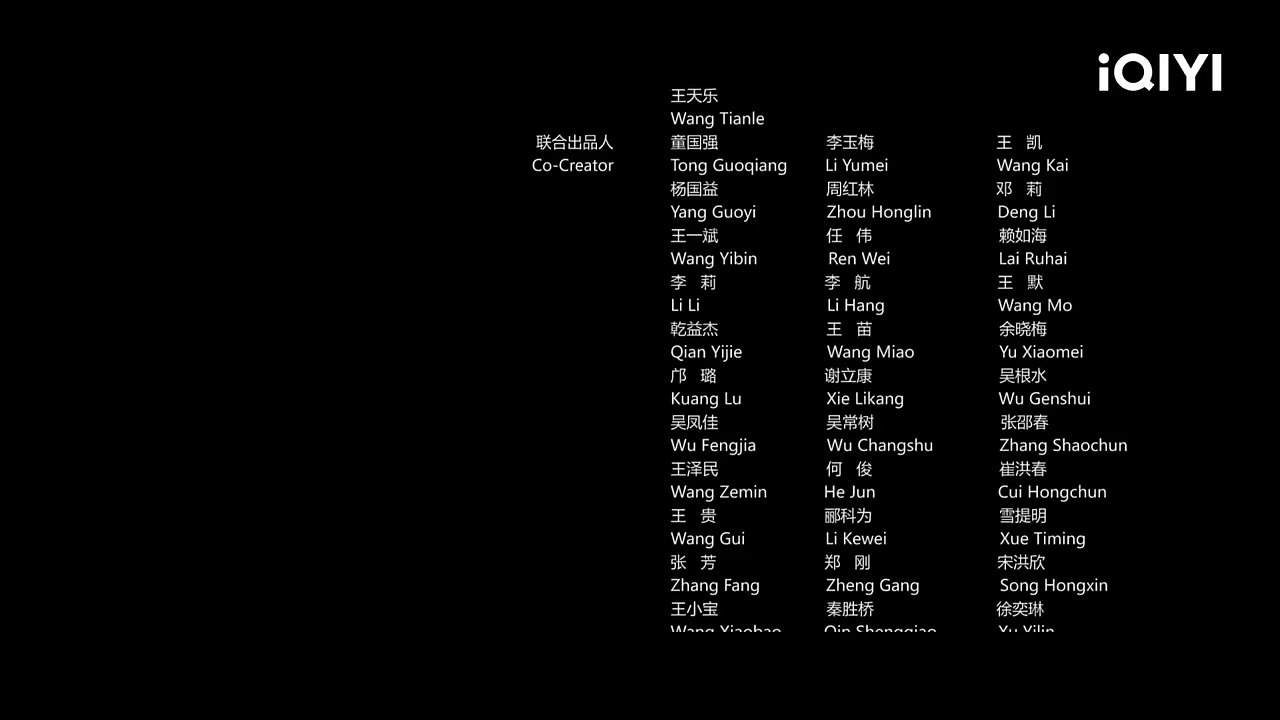 iQIYI
王天乐
Wang Tianle
联合出品人 童国强 李玉梅 王 凯
Co-Creator Tong Guoqiang Li Yumei Wang Kai
杨国益 周红林 邓 莉
Yang Guoyi Zhou Honglin Deng Li
王一斌 任 伟 赖如海
Wang Yibin Ren Wei Lai Ruhai
李 莉 李 航 王 默
Li Li Li Hang Wang Mo
乾益杰 王 苗 余晓梅
Qian Yijie Wang Miao Yu Xiaomei
邝 璐 谢立康 吴根水
Kuang Lu Xie Likang Wu Genshui
吴凤佳 吴常树 张邵春
Wu Fengjia Wu Changshu Zhang Shaochun
王泽民 何 俊 崔洪春
Wang Zemin He Jun Cui Hongchun
王 贵 郦科为 雪提明
Wang Gui Li Kewei Xue Timing
张 芳 郑 刚 宋洪欣
Zhang Fang Zheng Gang Song Hongxin
王小宝 秦胜桥 徐奕琳
Wang Xiaobao Qin Shengqiao Xu Yilin